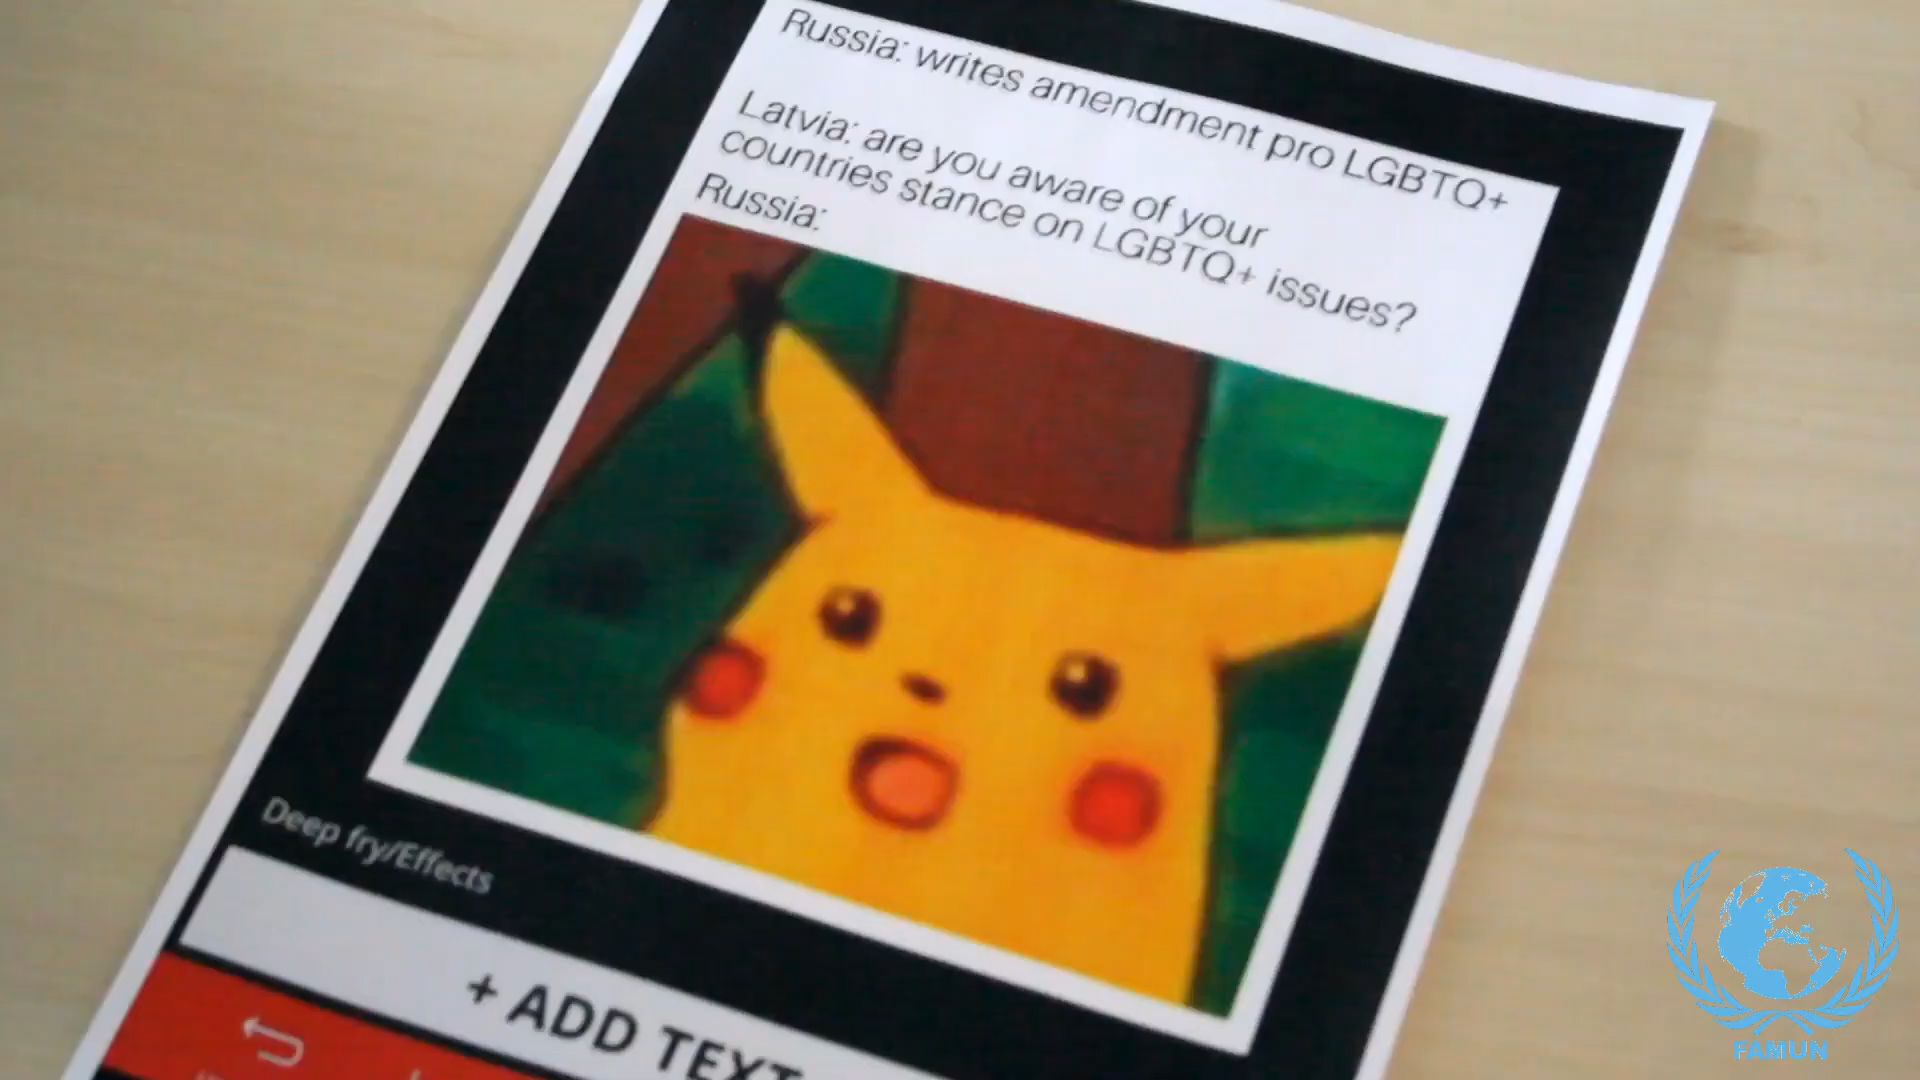 Russia: writes amendment pro LGBTQ+
Latvia: are you aware of your
countries stance on LGBTQ+ issues?
Russia:
Deep fry/Effects
+ ADD TEXT
FAMUN